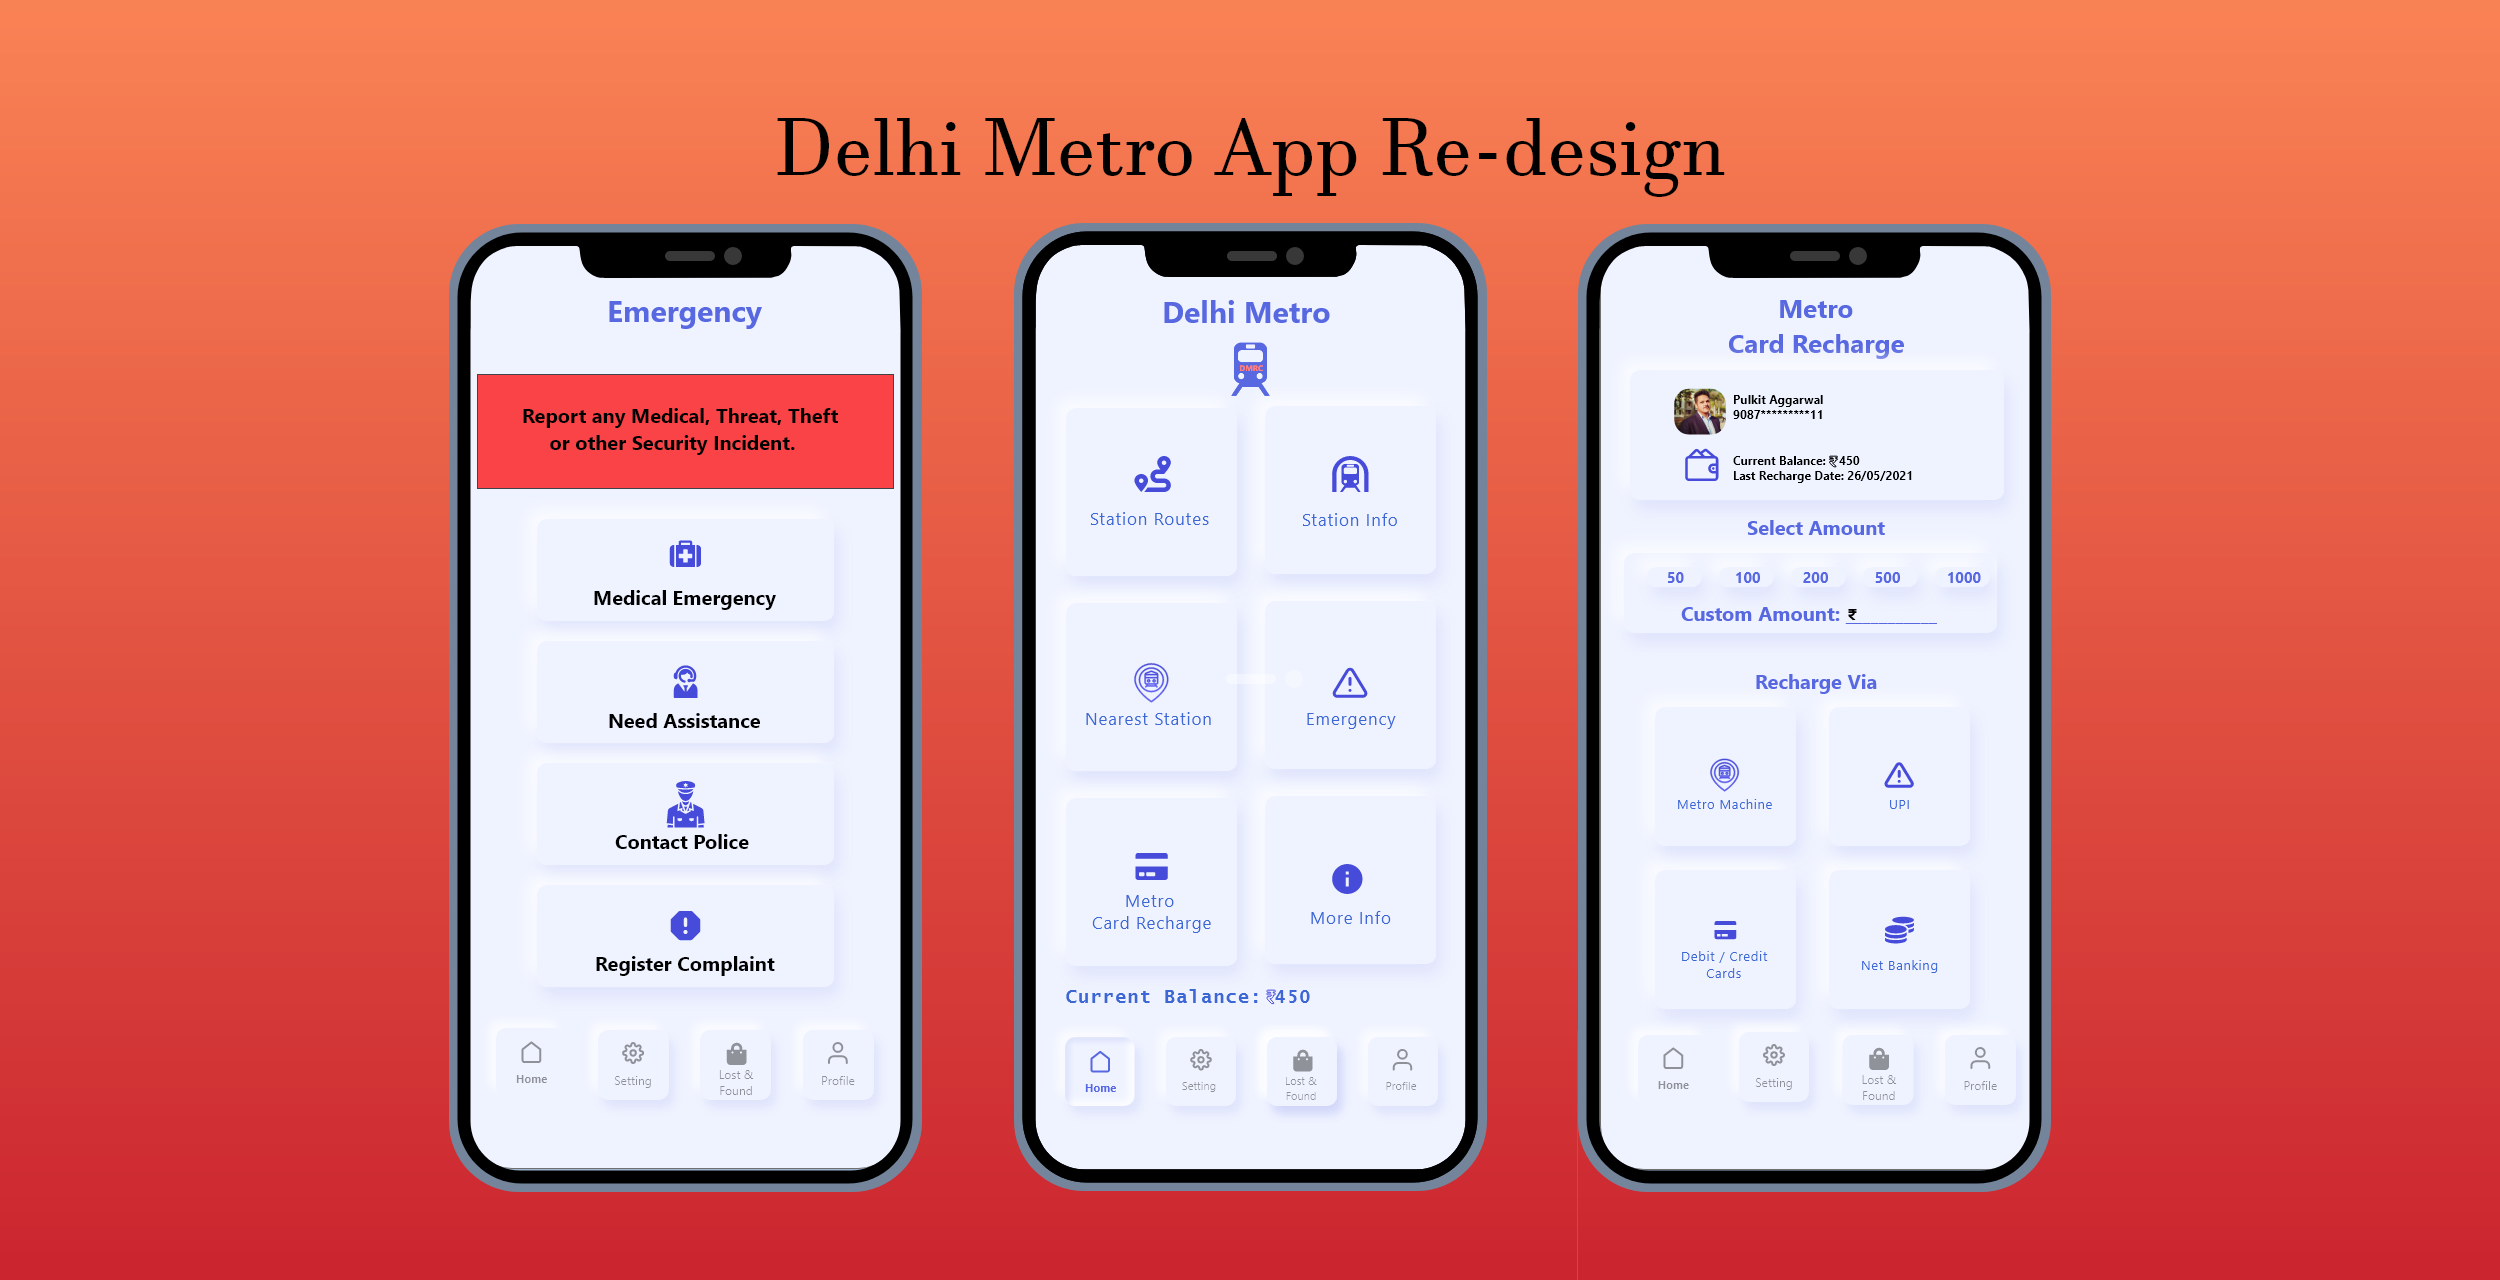 Delhi Metro App Re-design
Emergency
Report any Medical, Threat, Theft
or other Security Incident.
Medical Emergency
Need Assistance
Contact Police
Register Complaint
Home
Setting
Lost &
Found
Profile
Delhi Metro
DMRC
Station Routes
Station Info
Nearest Station
Emergency
Metro
Card Recharge
More Info
Current Balance: ₹450
Home
Setting
Lost &
Found
Profile
Metro
Card Recharge
Pulkit Aggarwal
9087*********11
Current Balance: ₹450
Last Recharge Date: 26/05/2021
Select Amount
50 100 200 500 1000
Custom Amount: ₹__________
Recharge Via
Metro Machine
UPI
Debit / Credit
Cards
Net Banking
Home
Setting
Lost &
Found
Profile